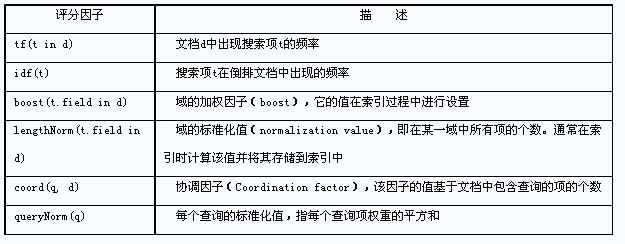 评分因子 描 述
tf(t in d) 文档d中出现搜索项t的频率
idf(t) 搜索项t在倒排文档中出现的频率
boost(t.field in d) 域的加权因子(boost),它的值在索引过程中进行设置
lengthNorm(t.field in 域的标准化值(normalization value),即在某一域中所有项的个数。通常在索
d) 引时计算该值并将其存储到索引中
coord(q, d) 协调因子(Coordination factor),该因子的值基于文档中包含查询的项的个数
queryNorm(q) 每个查询的标准化值,指每个查询项权重的平方和